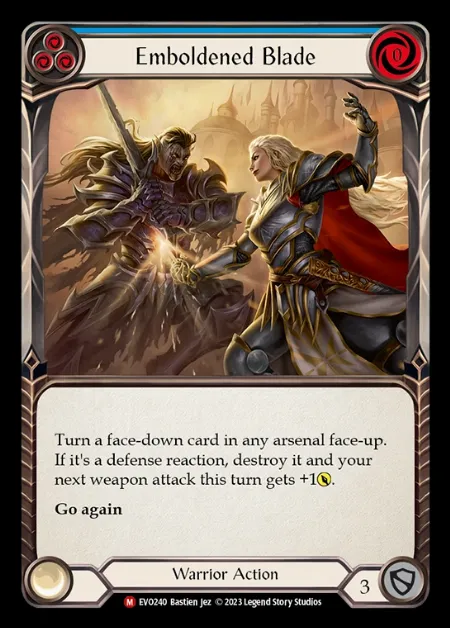 Emboldened Blade
0
Turn a face-down card in any arsenal face-up.
If it's a defense reaction, destroy it and your
next weapon attack this turn gets +1.
Go again
Warrior Action
3
M EVO240 Bastien Jez © 2023 Legend Story Studios